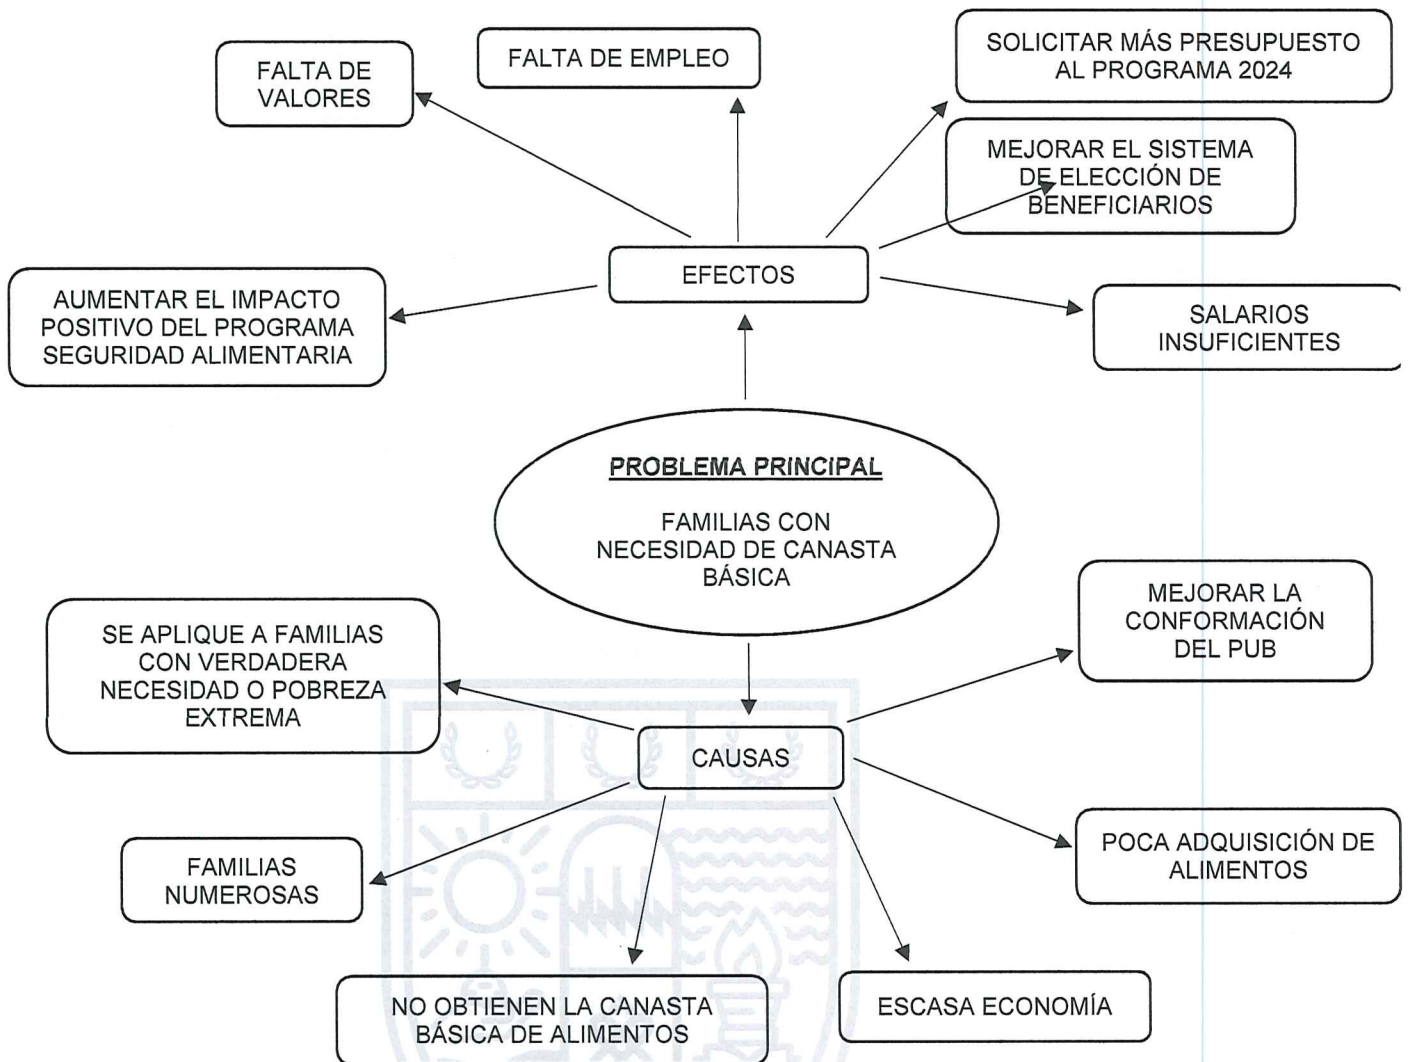 FALTA DE
VALORES
FALTA DE EMPLEO
SOLICITAR MÁS PRESUPUESTO
AL PROGRAMA 2024
MEJORAR EL SISTEMA
DE ELECCIÓN DE
BENEFICIARIOS
EFECTOS
AUMENTAR EL IMPACTO
POSITIVO DEL PROGRAMA
SEGURIDAD ALIMENTARIA
SALARIOS
INSUFICIENTES
PROBLEMA PRINCIPAL
FAMILIAS CON
NECESIDAD DE CANASTA
BÁSICA
MEJORAR LA
CONFORMACIÓN
DEL PUB
SE APLIQUE A FAMILIAS
CON VERDADERA
NECESIDAD O POBREZA
EXTREMA
CAUSAS
FAMILIAS
NUMEROSAS
POCA ADQUISICIÓN DE
ALIMENTOS
NO OBTIENEN LA CANASTA
BÁSICA DE ALIMENTOS
ESCASA ECONOMÍA